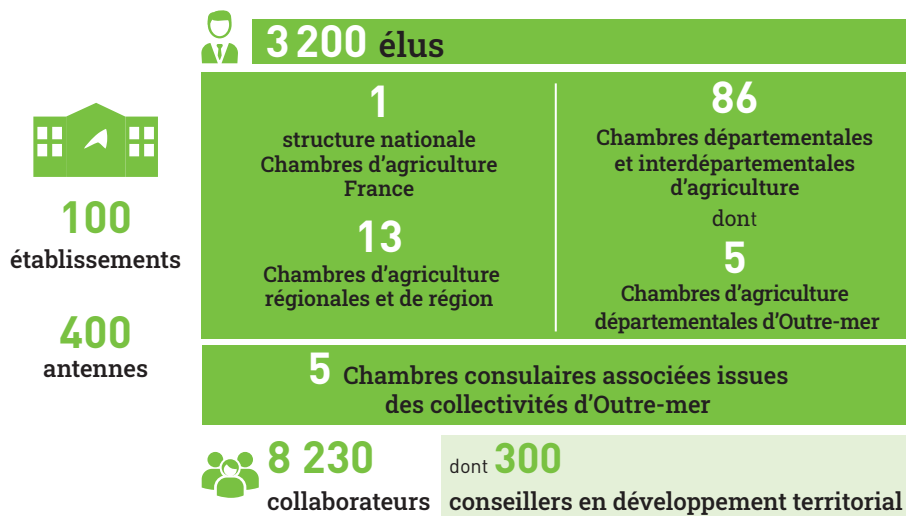 3 200 élus
100
établissements
400
antennes
1
structure nationale
Chambres d'agriculture
France
13
Chambres d'agriculture
régionales et de région
86
Chambres départementales
et interdépartementales
d'agriculture
dont
5
Chambres d'agriculture
départementales d'Outre-mer
5 Chambres consulaires associées issues
des collectivités d'Outre-mer
8 230
collaborateurs
dont 300
conseillers en développement territorial